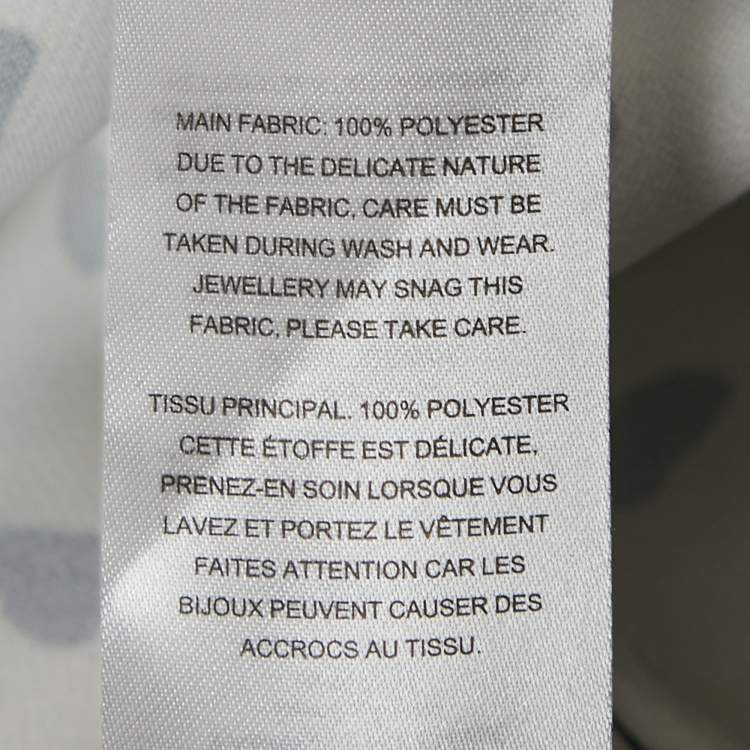 MAIN FABRIC: 100% POLYESTER
DUE TO THE DELICATE NATURE
OF THE FABRIC, CARE MUST BE
TAKEN DURING WASH AND WEAR.
JEWELLERY MAY SNAG THIS
FABRIC, PLEASE TAKE CARE.
TISSU PRINCIPAL. 100% POLYESTER
CETTE ÉTOFFE EST DÉLICATE,
PRENEZ-EN SOIN LORSQUE VOUS
LAVEZ ET PORTEZ LE VÊTEMENT
FAITES ATTENTION CAR LES
BIJOUX PEUVENT CAUSER DES
ACCROCS AU TISSU.